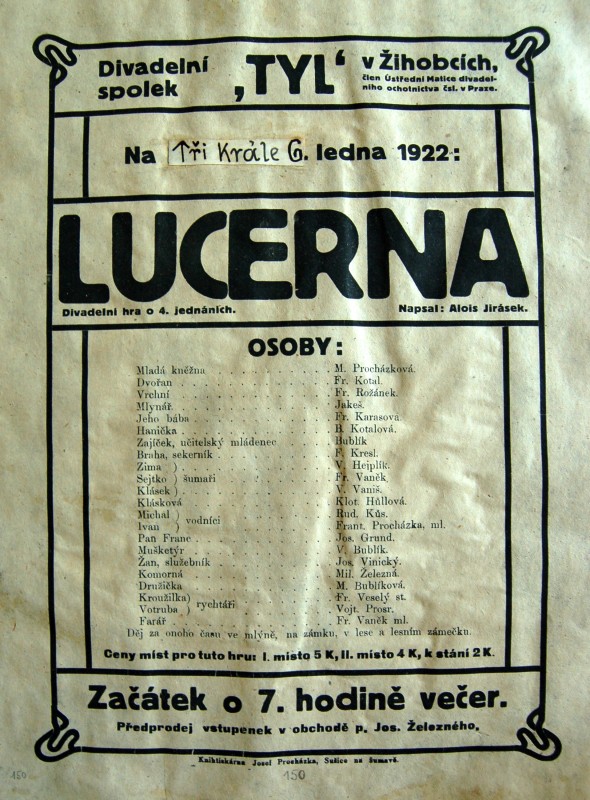 Divadelní spolek „TYL“ v Žihobcích,
člen Ústřední Matice divadel-
ního ochotnictva čsl. v Praze.
Na Tři Krále 6. ledna 1922:
LUCERNA
Divadelní hra o 4. jednáních. Napsal: Alois Jirásek.
OSOBY:
Mladá kněžna . . . M. Procházková.
Dvořan . . . Fr. Kotal.
Vrchní . . . Fr. Rožánek.
Mlynář . . . Jakeš.
Jeho bába . . . Fr. Karasová.
Hanička . . . B. Kotalová.
Zajíček, učitelský mládenec . . . Bublík
Braha, sekerník . . . F. Kresl.
Zima ) . . . V. Hejplík.
Sejtko ) šumaři . . . Fr. Vaněk.
Klásek ) . . . V. Vaniš.
Klásková . . . Klot. Hůllová.
Michal ) . . . Rud. Kůs.
Ivan ) vodníci . . . Frant. Procházka, ml.
Pan Franc . . . Jos. Grund.
Mušketýr . . . V. Bublík.
Žan, služebník . . . Jos. Vinický.
Komorná . . . Mil. Železná.
Družička . . . M. Bublíková.
Kroužilka) . . . Fr. Veselý st.
Votruba ) rychtáři . . . Vojt. Prosr.
Farář . . . Fr. Vaněk ml.
Děj za onoho času ve mlýně, na zámku, v lese a lesním zámečku.
Ceny míst pro tuto hru: I. místo 5 K, II. místo 4 K, k stání 2 K.
Začátek o 7. hodině večer.
Předprodej vstupenek v obchodě p. Jos. Železného.
Knihtiskárna Josef Procházka, Sušice na Šumavě.
150 150